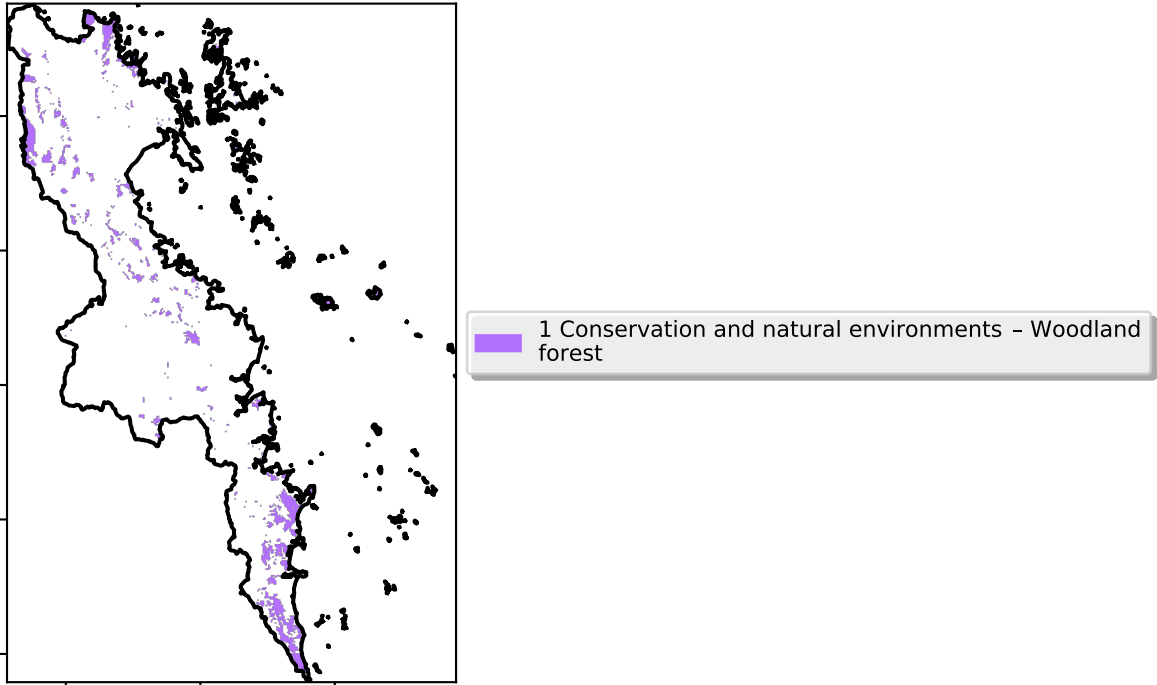 1 Conservation and natural environments – Woodland
forest